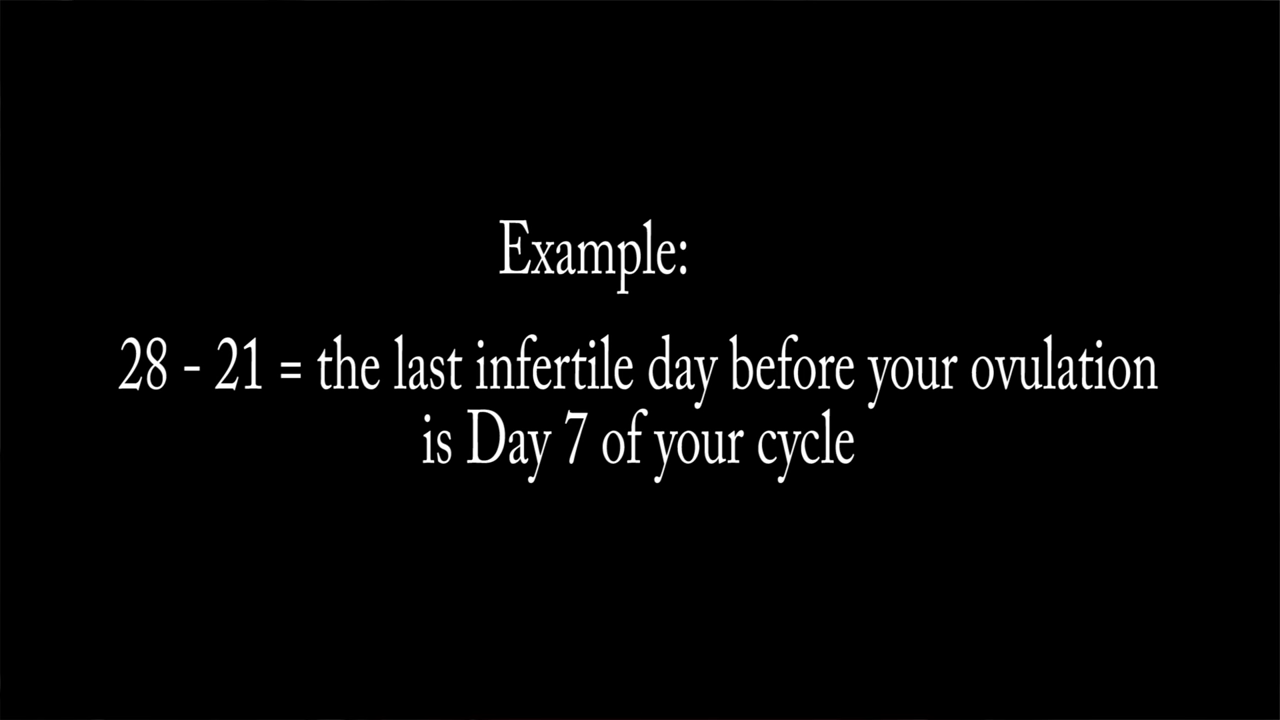 Example:
28 - 21 = the last infertile day before your ovulation
is Day 7 of your cycle